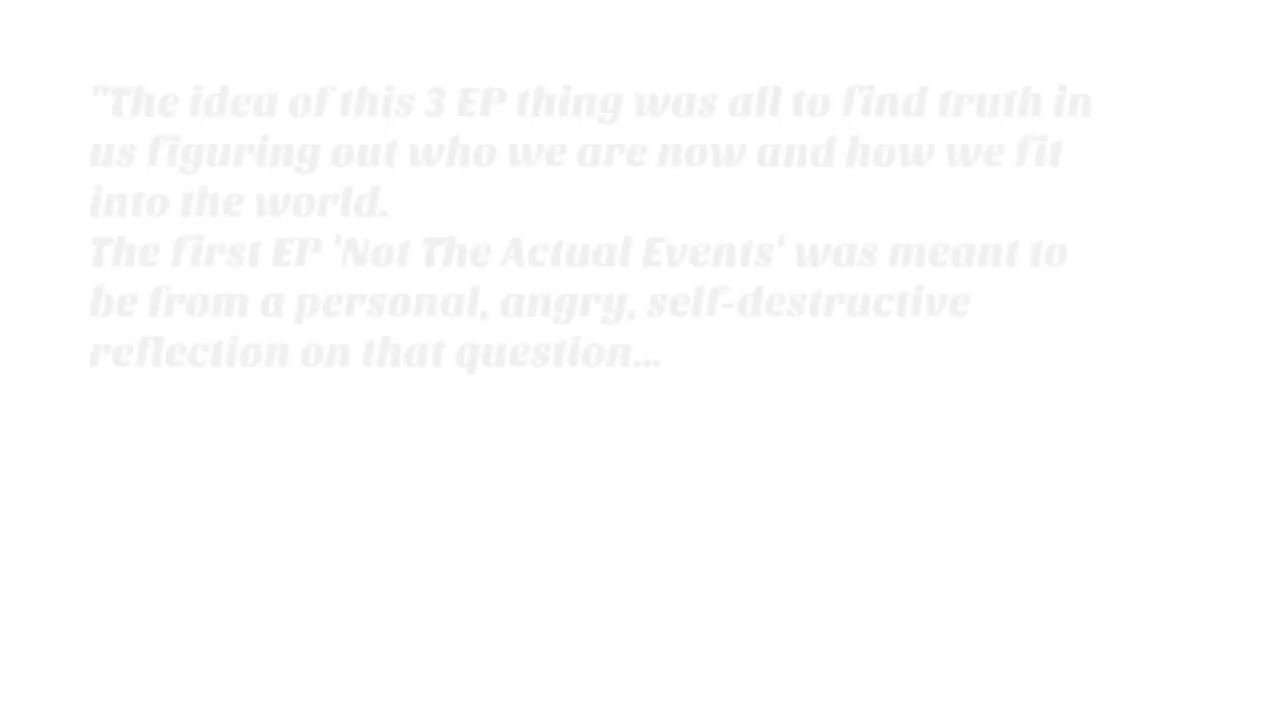 "The idea of this 3 EP thing was all to find truth in
us figuring out who we are now and how we fit
into the world.
The first EP 'Not The Actual Events' was meant to
be from a personal, angry, self-destructive
reflection on that question...